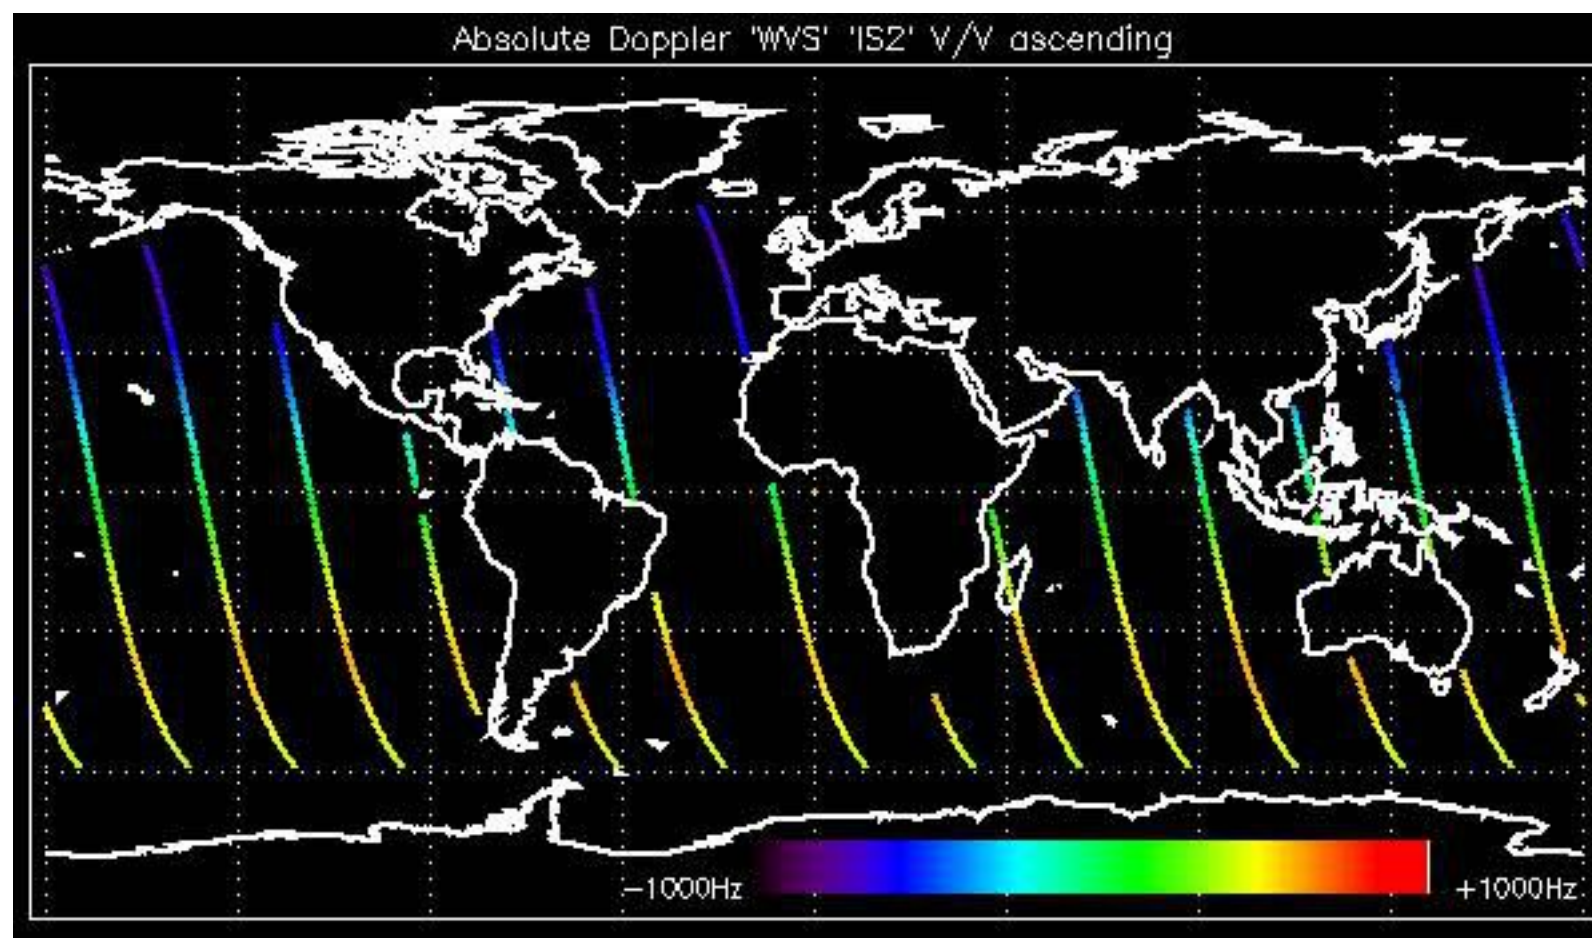 Absolute Doppler 'WVS' 'IS2' V/V ascending
-1000Hz
+1000Hz